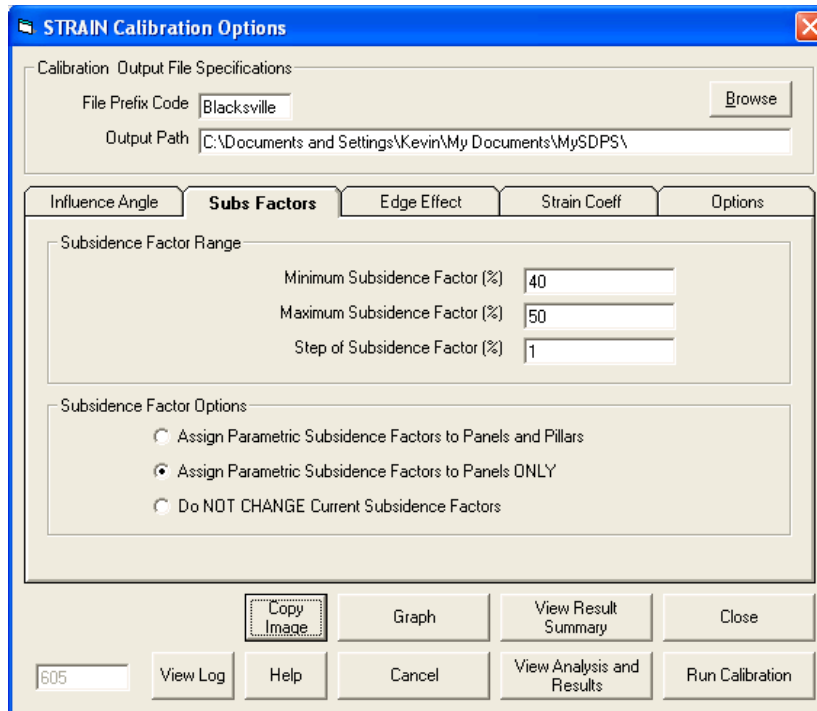 STRAIN Calibration Options
Calibration Output File Specifications
File Prefix Code Blacksville
Browse
Output Path C:\Documents and Settings\Kevin\My Documents\MySDPS\
Influence Angle Subs Factors Edge Effect Strain Coeff Options
Subsidence Factor Range
Minimum Subsidence Factor (%) 40
Maximum Subsidence Factor (%) 50
Step of Subsidence Factor (%) 1
Subsidence Factor Options
Assign Parametric Subsidence Factors to Panels and Pillars
Assign Parametric Subsidence Factors to Panels ONLY
Do NOT CHANGE Current Subsidence Factors
Copy
Image
Graph
View Result
Summary
Close
605
View Log
Help
Cancel
View Analysis and
Results
Run Calibration